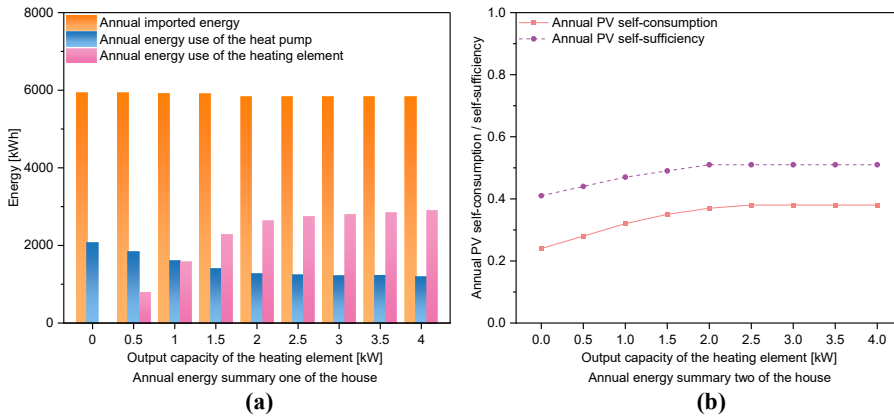 8000
6000
4000
2000
0
Energy [kWh]
Annual imported energy
Annual energy use of the heat pump
Annual energy use of the heating element
0 0.5 1 1.5 2 2.5 3 3.5 4
Output capacity of the heating element [kW]
Annual energy summary one of the house
(a)
1.0
0.8
0.6
0.4
0.2
0.0
Annual PV self-consumption / self-sufficiency
Annual PV self-consumption
Annual PV self-sufficiency
0.0 0.5 1.0 1.5 2.0 2.5 3.0 3.5 4.0
Output capacity of the heating element [kW]
Annual energy summary two of the house
(b)